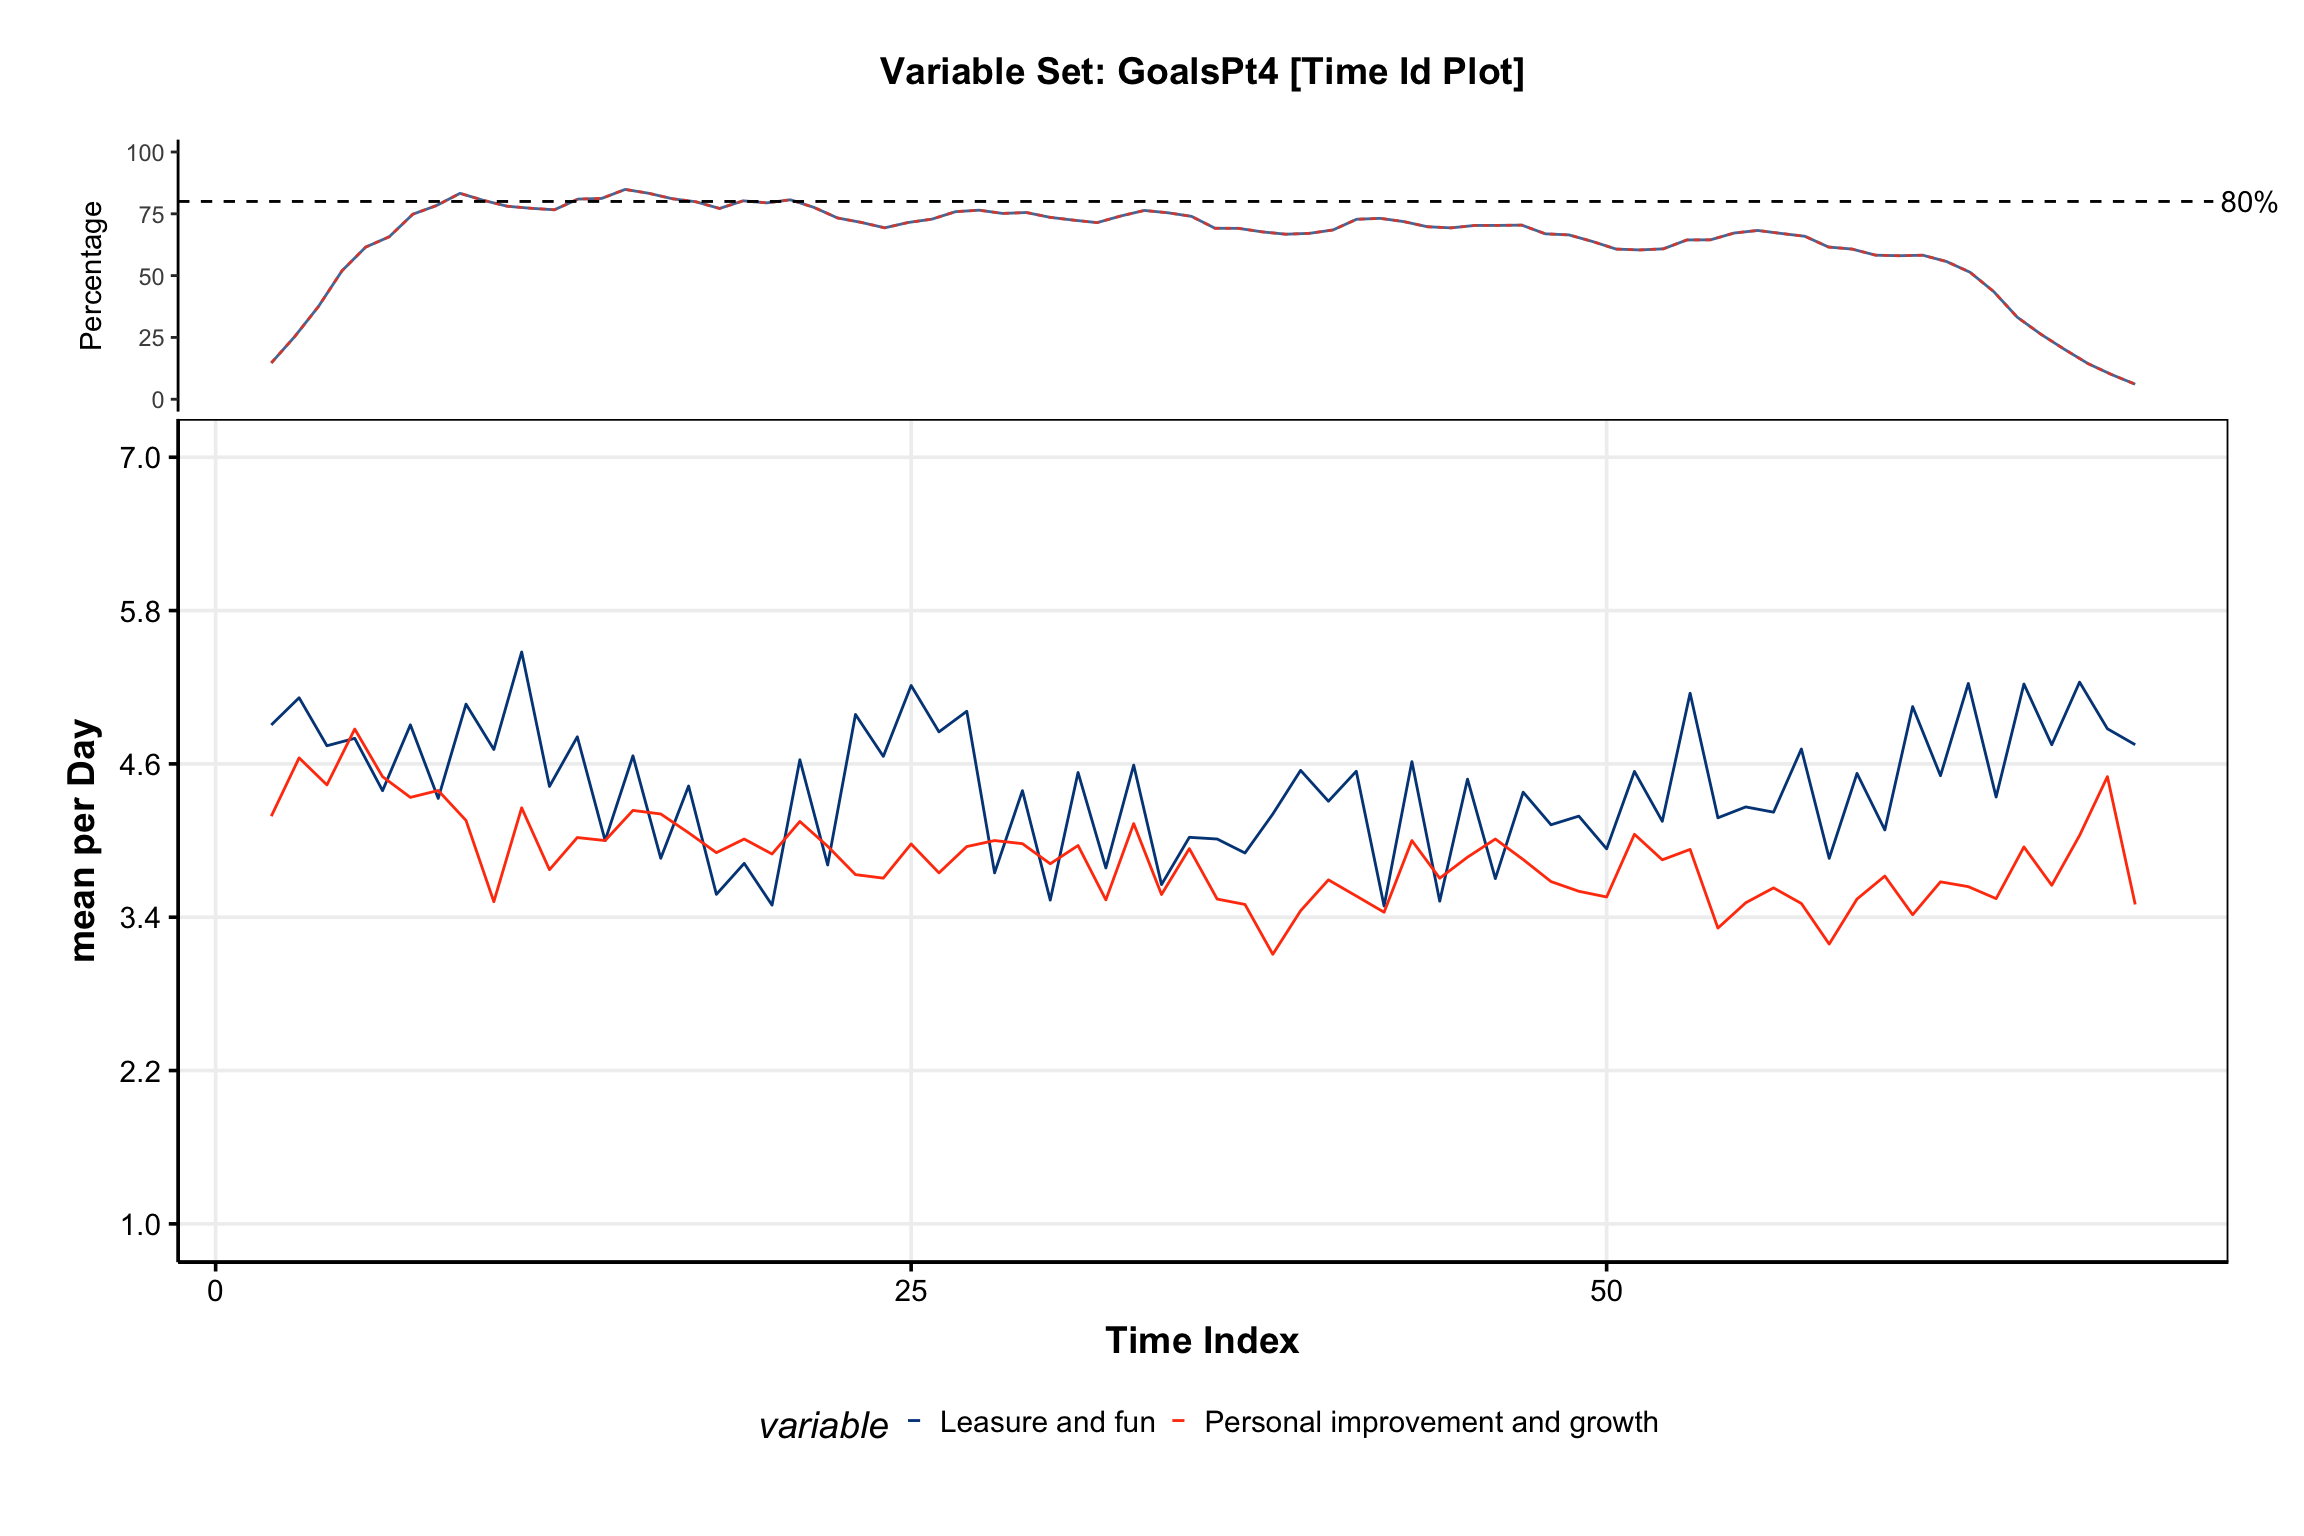 Variable Set: GoalsPt4 [Time Id Plot]
Percentage
100
75
50
25
0
80%
mean per Day
7.0
5.8
4.6
3.4
2.2
1.0
0 25 50
Time Index
variable Leasure and fun Personal improvement and growth